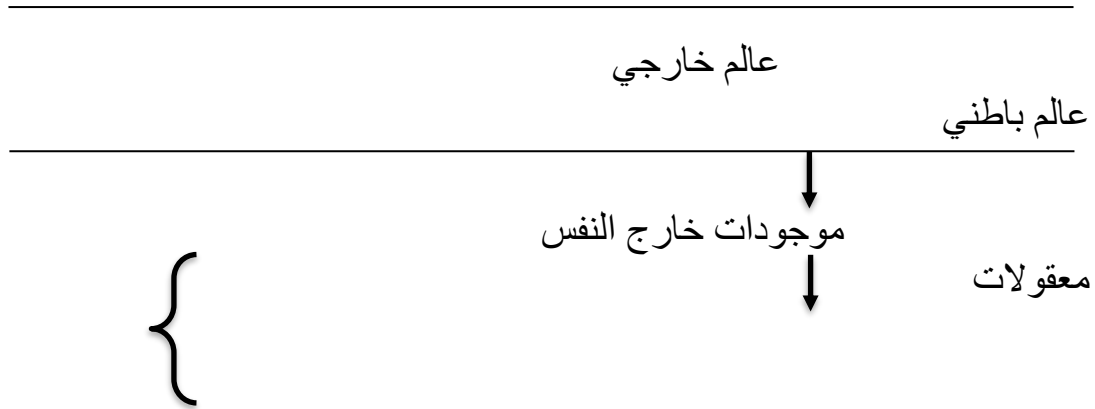 عالم خارجي
عالم باطني
موجودات خارج النفس
معقولات